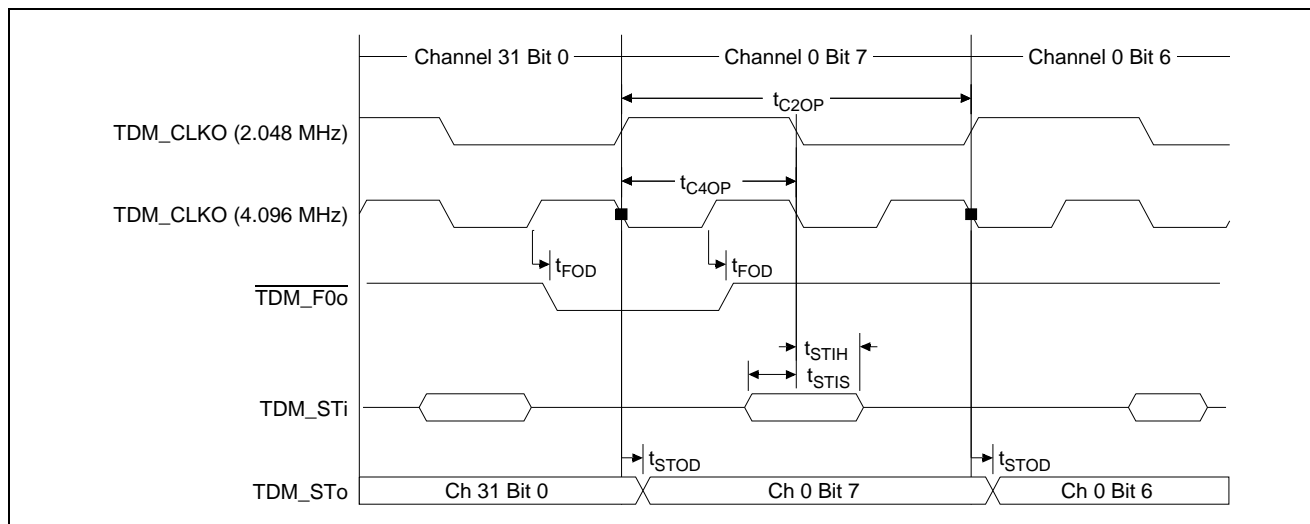 Channel 31 Bit 0 Channel 0 Bit 7 Channel 0 Bit 6
tC2OP
TDM_CLKO (2.048 MHz)
tC4OP
TDM_CLKO (4.096 MHz)
tFOD tFOD
TDM_F0o
tSTIH
tSTIS
TDM_STi
tSTOD tSTOD
TDM_STo Ch 31 Bit 0 Ch 0 Bit 7 Ch 0 Bit 6